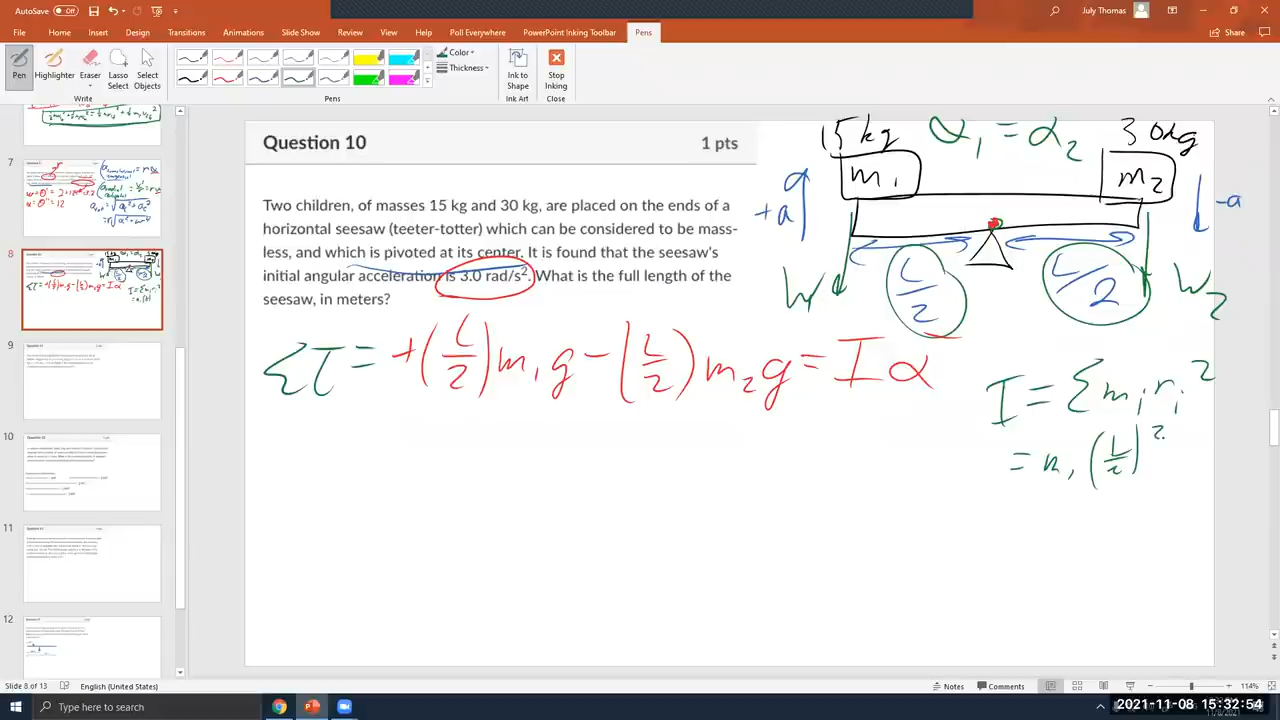 AutoSave Off
July Thomas
File Home Insert Design Transitions Animations Slide Show Review View Help Poll Everywhere PowerPoint Inking Toolbar Pens Share
Pen Highlighter Eraser Lasso Select Select Objects Color Thickness Ink to Shape Stop Inking
Write Pens Ink Art Close
7
8
9
10
11
12
Question 10 1 pts
Two children, of masses 15 kg and 30 kg, are placed on the ends of a
horizontal seesaw (teeter-totter) which can be considered to be mass-
less, and which is pivoted at its center. It is found that the seesaw's
initial angular acceleration is 3.0 rad/s². What is the full length of the
seesaw, in meters?
15 kg α₁ = α₂ 30kg
m₁ m₂
+a -a
W L/2 L/2 W₂
Στ = +(L/2)m₁g - (L/2)m₂g = Iα
I = Σmᵢrᵢ²
= m₁(L/2)²
Slide 8 of 13 English (United States) Notes Comments 114%
Type here to search
2021-11-08 15:32:54